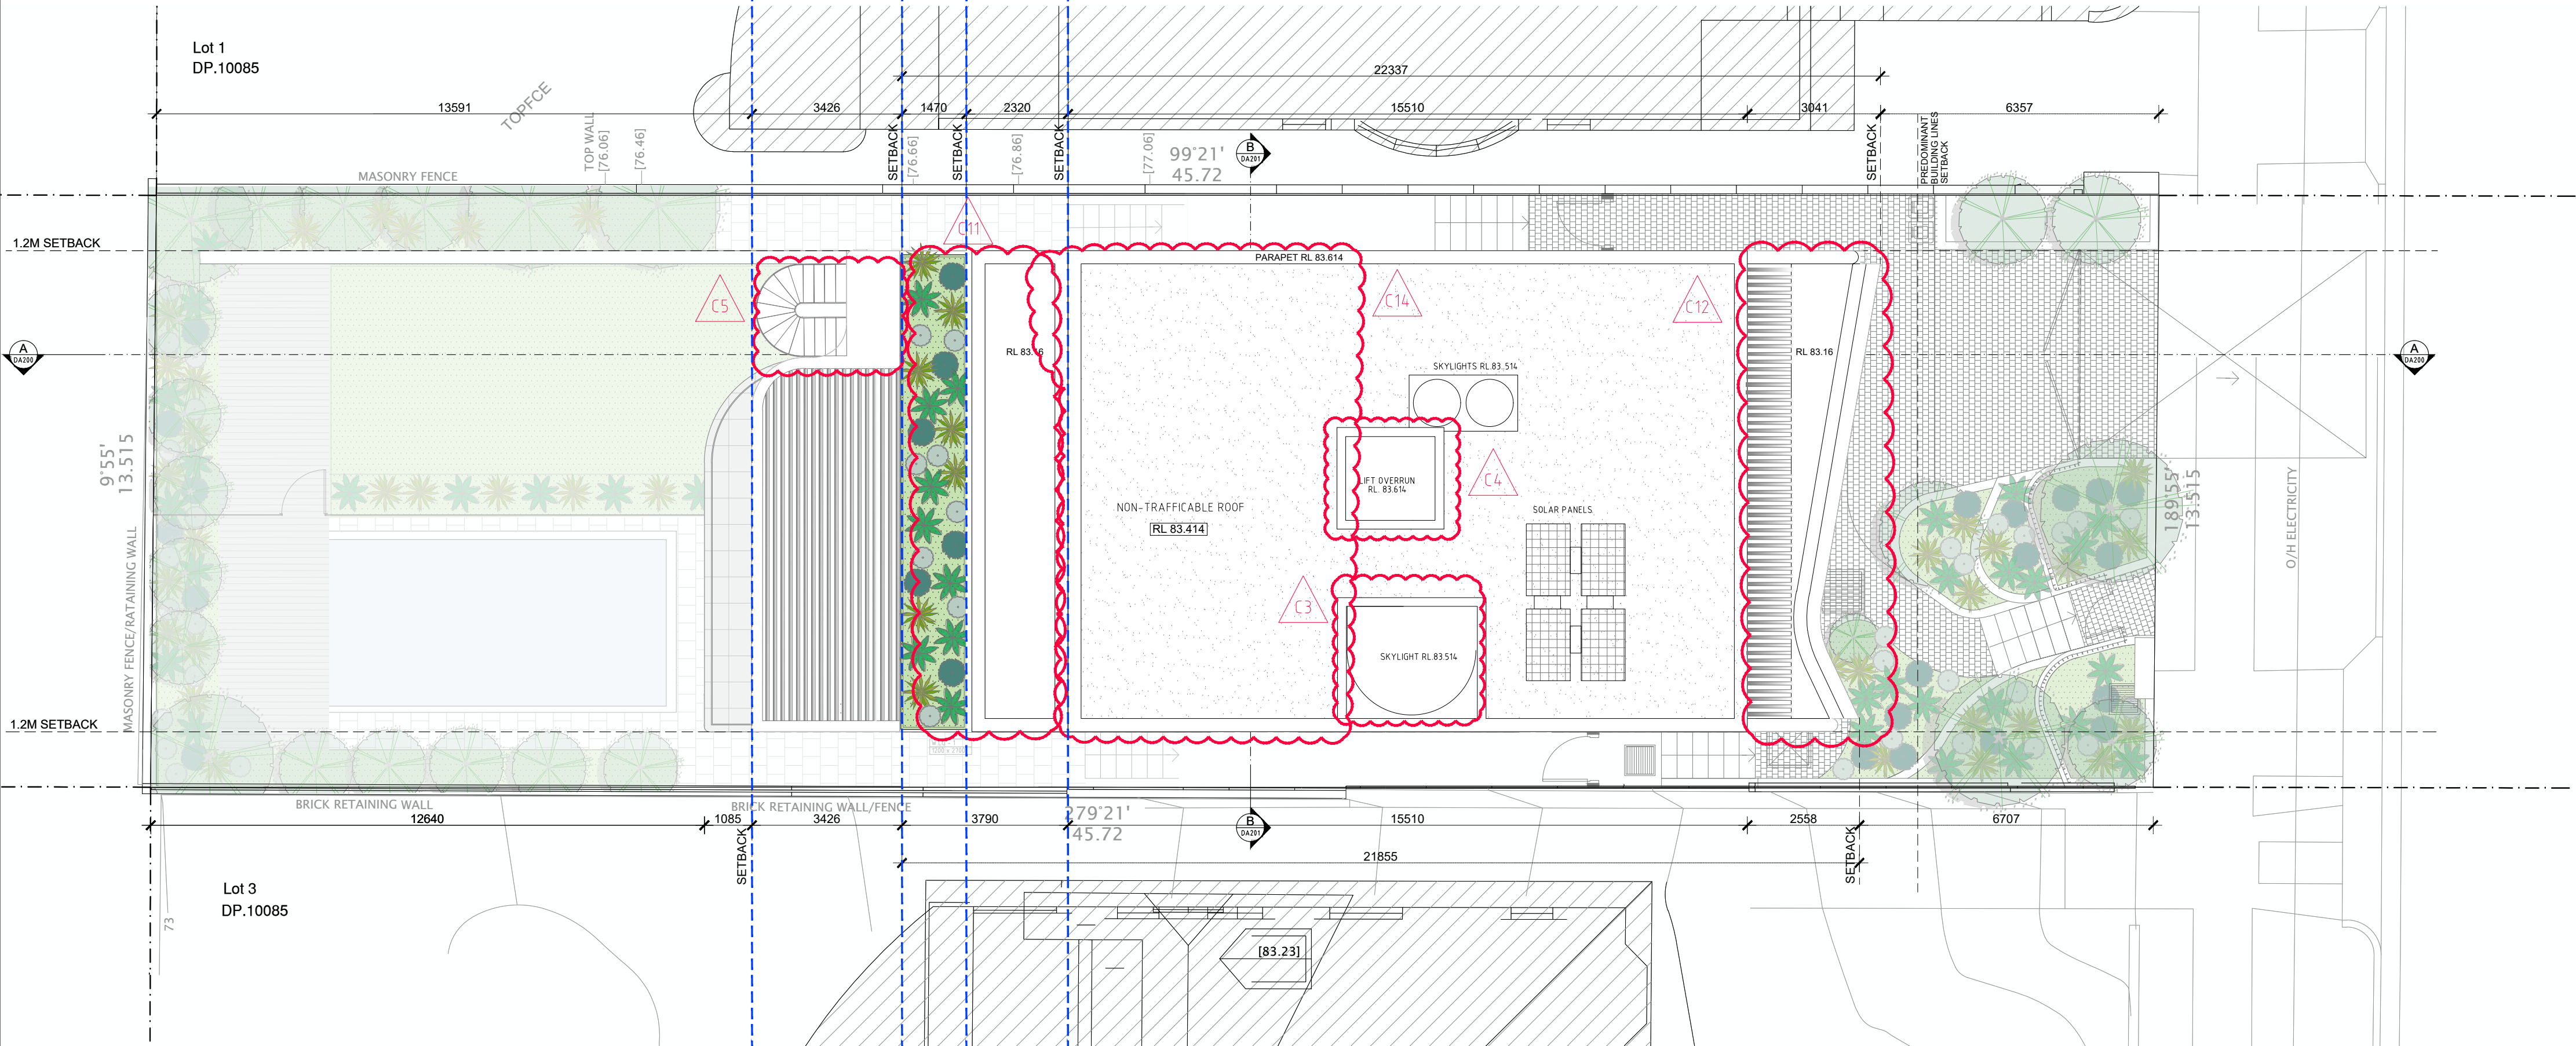 Lot 1
DP.10085
22337
13591
3426
1470
2320
15510
3041
6357
TOPFCE
TOP WALL
[76.06]
[76.46]
SETBACK
[76.66]
SETBACK
[76.86]
SETBACK
[77.06]
99°21'
45.72
B
DA201
SETBACK
PREDOMINANT
BUILDING LINES
SETBACK
MASONRY FENCE
1.2M SETBACK
C11
PARAPET RL 83.614
C5
C14
C12
A
DA200
RL 83.16
RL 83.16
A
DA200
SKYLIGHTS RL.83.514
9°55'
13.515
LIFT OVERRUN
RL. 83.614
C4
NON-TRAFFICABLE ROOF
RL 83.414
SOLAR PANELS
189°55'
13.515
O/H ELECTRICITY
MASONRY FENCE/RATAINING WALL
C3
SKYLIGHT RL.83.514
1.2M SETBACK
1200 x 2100
BRICK RETAINING WALL
BRICK RETAINING WALL/FENCE
279°21'
45.72
12640
1085
3426
3790
15510
2558
6707
SETBACK
B
DA201
SETBACK
21855
Lot 3
DP.10085
73
[83.23]